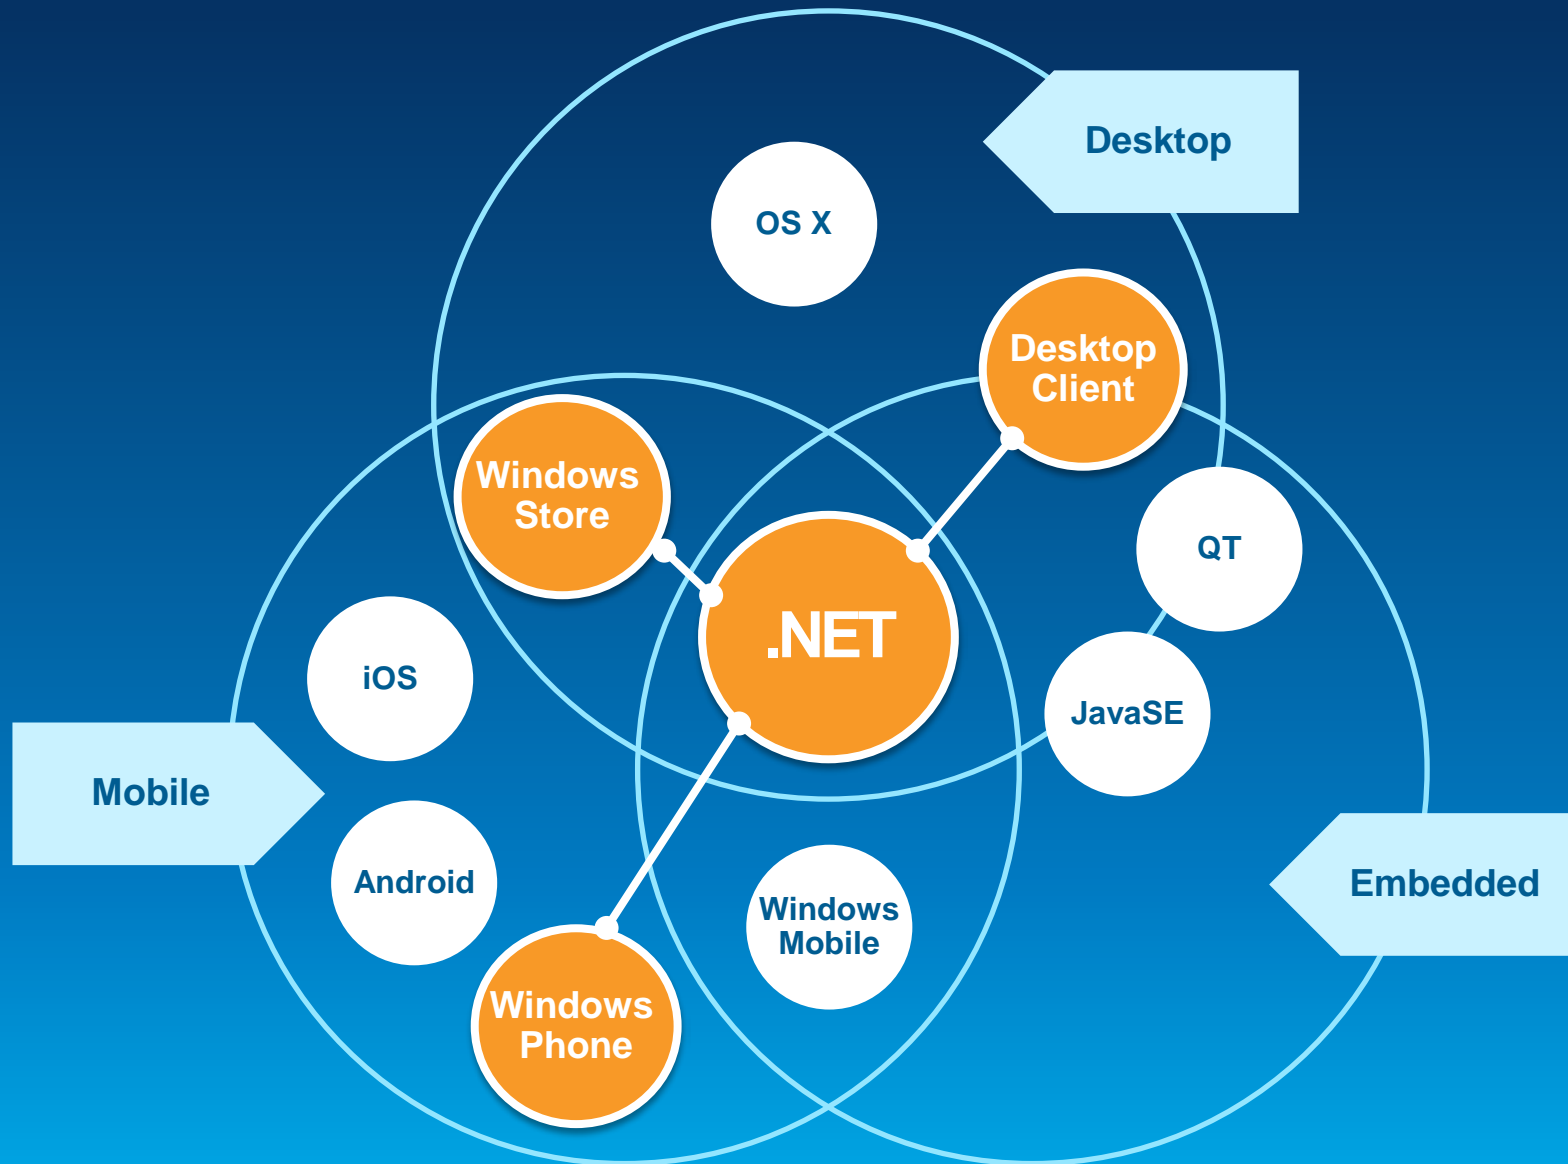 Desktop
OS X
Desktop
Client
Windows
Store
QT
.NET
iOS
JavaSE
Mobile
Android
Embedded
Windows
Mobile
Windows
Phone